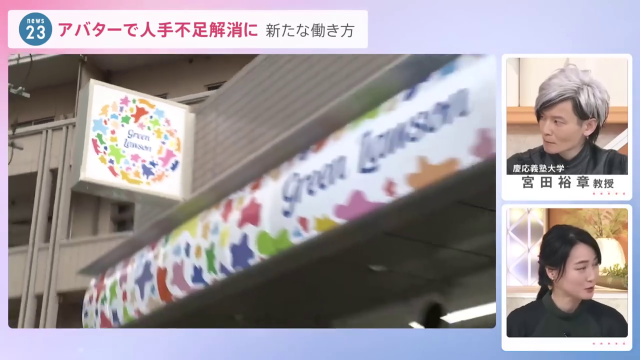 news
23
アバターで人手不足解消に 新たな働き方
Green
Lawson
Green Lawson
慶応義塾大学
宮田裕章教授